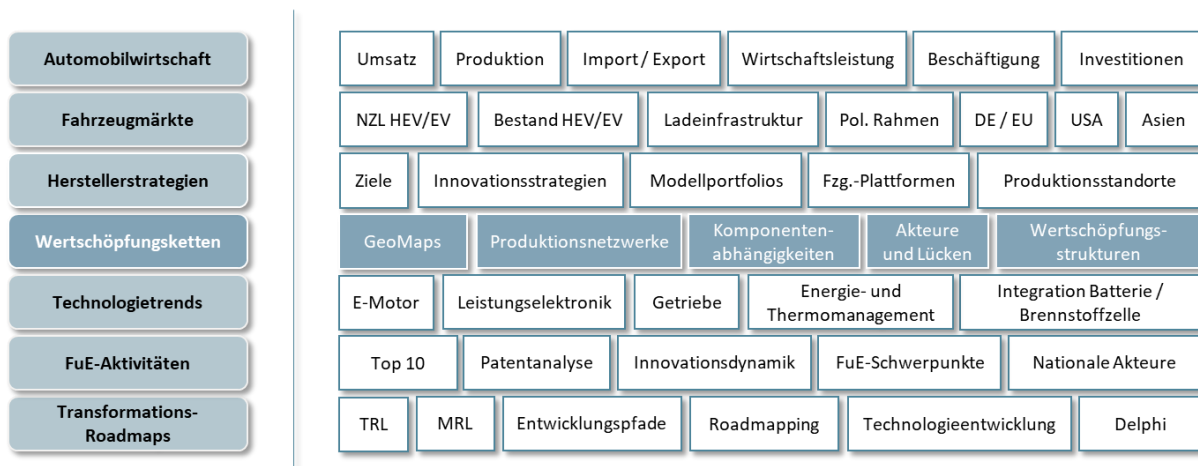 Automobilwirtschaft
Umsatz
Produktion
Import / Export
Wirtschaftsleistung
Beschäftigung
Investitionen
Fahrzeugmärkte
NZL HEV/EV
Bestand HEV/EV
Ladeinfrastruktur
Pol. Rahmen
DE / EU
USA
Asien
Herstellerstrategien
Ziele
Innovationsstrategien
Modellportfolios
Fzg.-Plattformen
Produktionsstandorte
Wertschöpfungsketten
GeoMaps
Produktionsnetzwerke
Komponenten-
abhängigkeiten
Akteure
und Lücken
Wertschöpfungs-
strukturen
Technologietrends
E-Motor
Leistungselektronik
Getriebe
Energie- und
Thermomanagement
Integration Batterie /
Brennstoffzelle
FuE-Aktivitäten
Top 10
Patentanalyse
Innovationsdynamik
FuE-Schwerpunkte
Nationale Akteure
Transformations-
Roadmaps
TRL
MRL
Entwicklungspfade
Roadmapping
Technologieentwicklung
Delphi